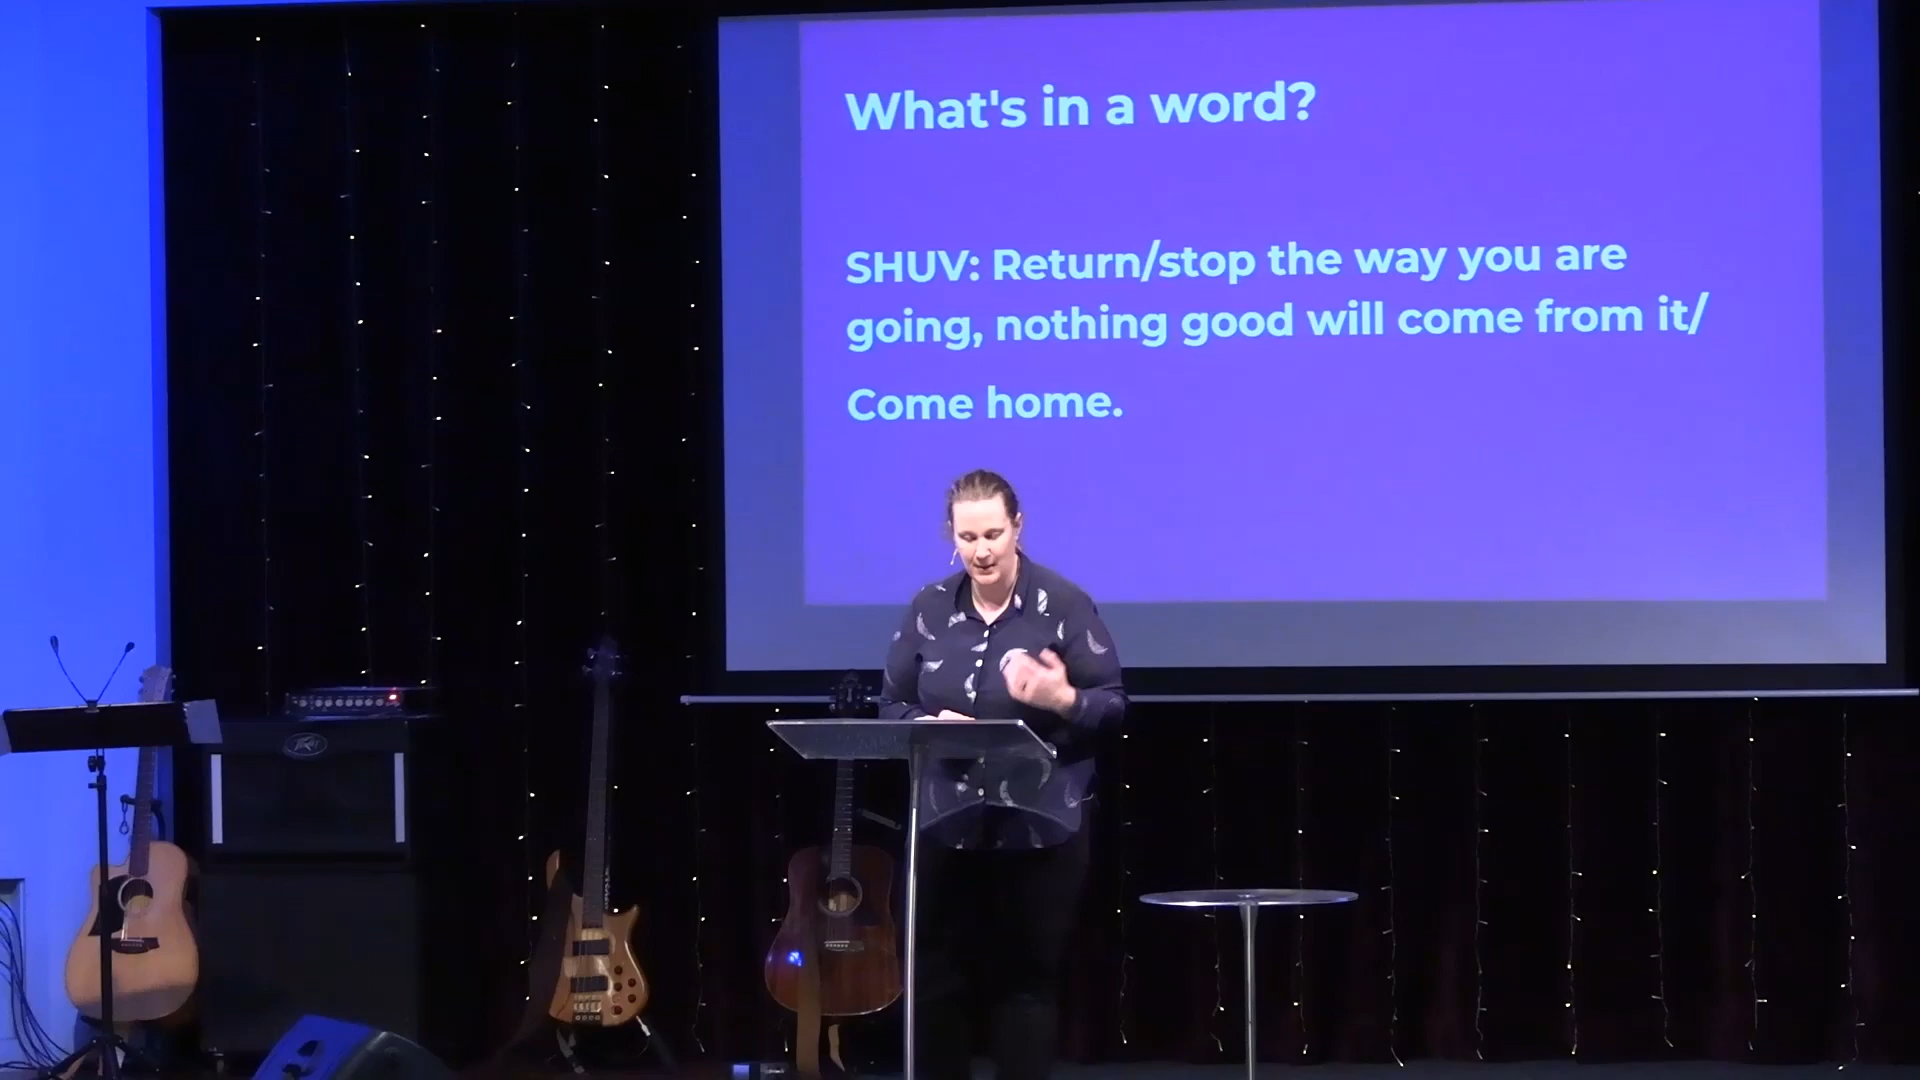 What's in a word?
SHUV: Return/stop the way you are
going, nothing good will come from it/
Come home.